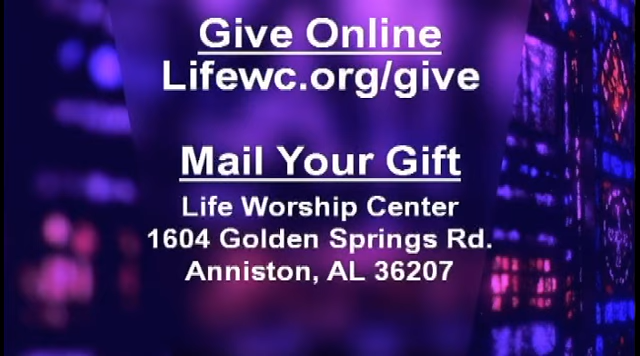 Give Online
Lifewc.org/give
Mail Your Gift
Life Worship Center
1604 Golden Springs Rd.
Anniston, AL 36207